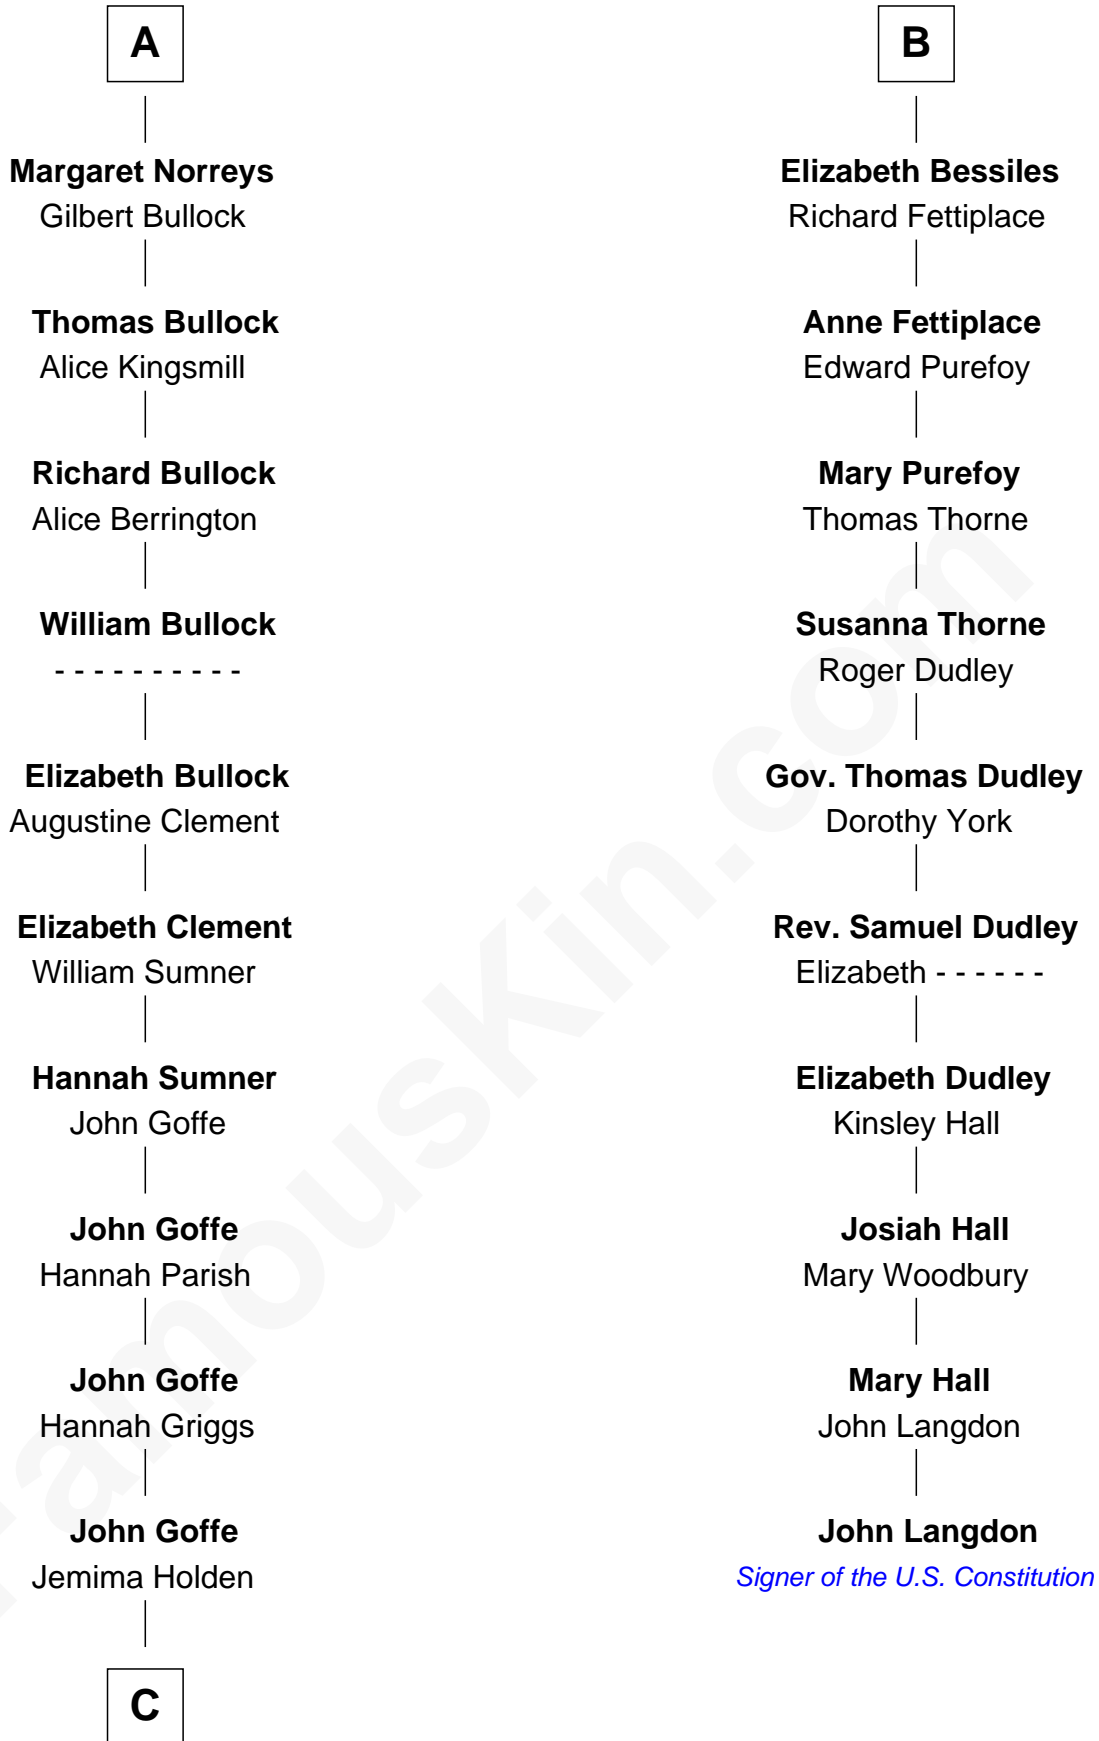 A
Margaret Norreys
Gilbert Bullock
Thomas Bullock
Alice Kingsmill
Richard Bullock
Alice Berrington
William Bullock
- - - - - - - - - -
Elizabeth Bullock
Augustine Clement
Elizabeth Clement
William Sumner
Hannah Sumner
John Goffe
John Goffe
Hannah Parish
John Goffe
Hannah Griggs
John Goffe
Jemima Holden
C
B
Elizabeth Bessiles
Richard Fettiplace
Anne Fettiplace
Edward Purefoy
Mary Purefoy
Thomas Thorne
Susanna Thorne
Roger Dudley
Gov. Thomas Dudley
Dorothy York
Rev. Samuel Dudley
Elizabeth - - - - - -
Elizabeth Dudley
Kinsley Hall
Josiah Hall
Mary Woodbury
Mary Hall
John Langdon
John Langdon
Signer of the U.S. Constitution
FamousKin.com